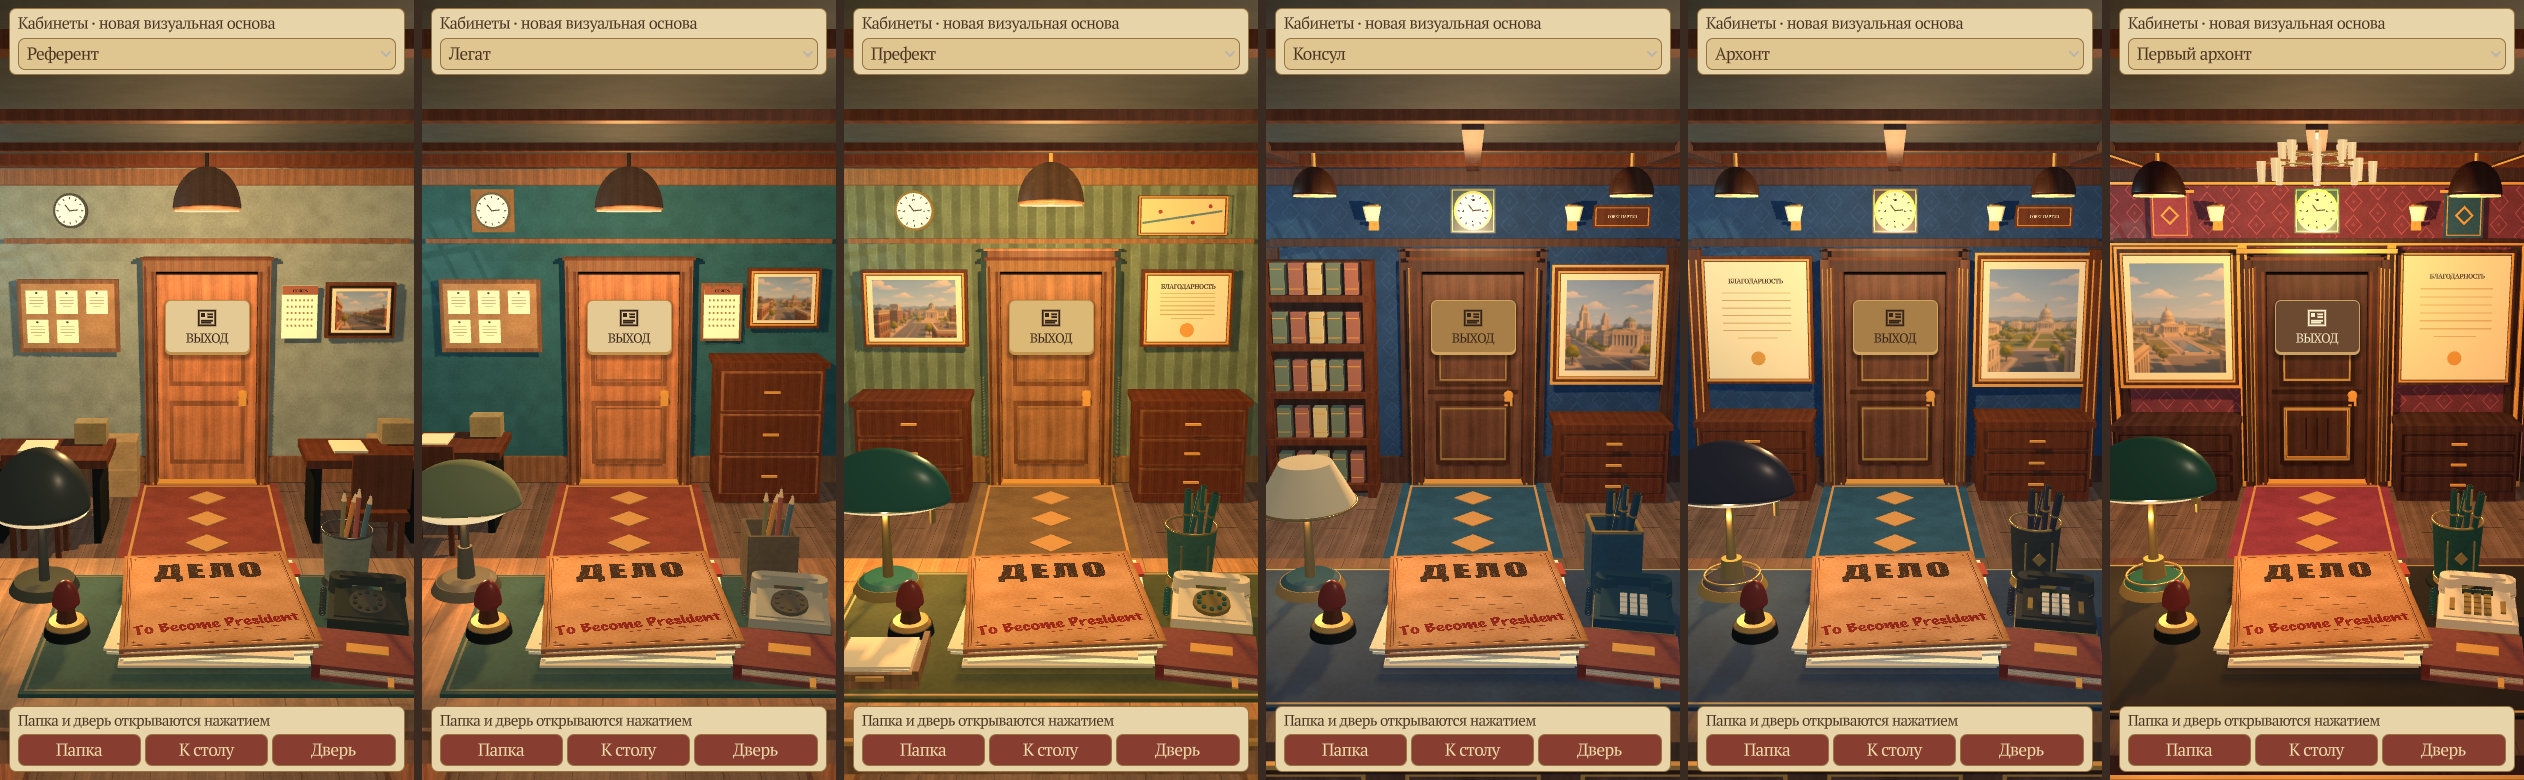 Кабинеты · новая визуальная основа
Референт
ВЫХОД
ДЕЛО
To Become President
Папка и дверь открываются нажатием
Папка
К столу
Дверь
Кабинеты · новая визуальная основа
Легат
ВЫХОД
ДЕЛО
To Become President
Папка и дверь открываются нажатием
Папка
К столу
Дверь
Кабинеты · новая визуальная основа
Префект
БЛАГОДАРНОСТЬ
ВЫХОД
ДЕЛО
To Become President
Папка и дверь открываются нажатием
Папка
К столу
Дверь
Кабинеты · новая визуальная основа
Консул
ВЫХОД
ДЕЛО
To Become President
Папка и дверь открываются нажатием
Папка
К столу
Дверь
Кабинеты · новая визуальная основа
Архонт
БЛАГОДАРНОСТЬ
ВЫХОД
ДЕЛО
To Become President
Папка и дверь открываются нажатием
Папка
К столу
Дверь
Кабинеты · новая визуальная основа
Первый архонт
БЛАГОДАРНОСТЬ
ВЫХОД
ДЕЛО
To Become President
Папка и дверь открываются нажатием
Папка
К столу
Дверь